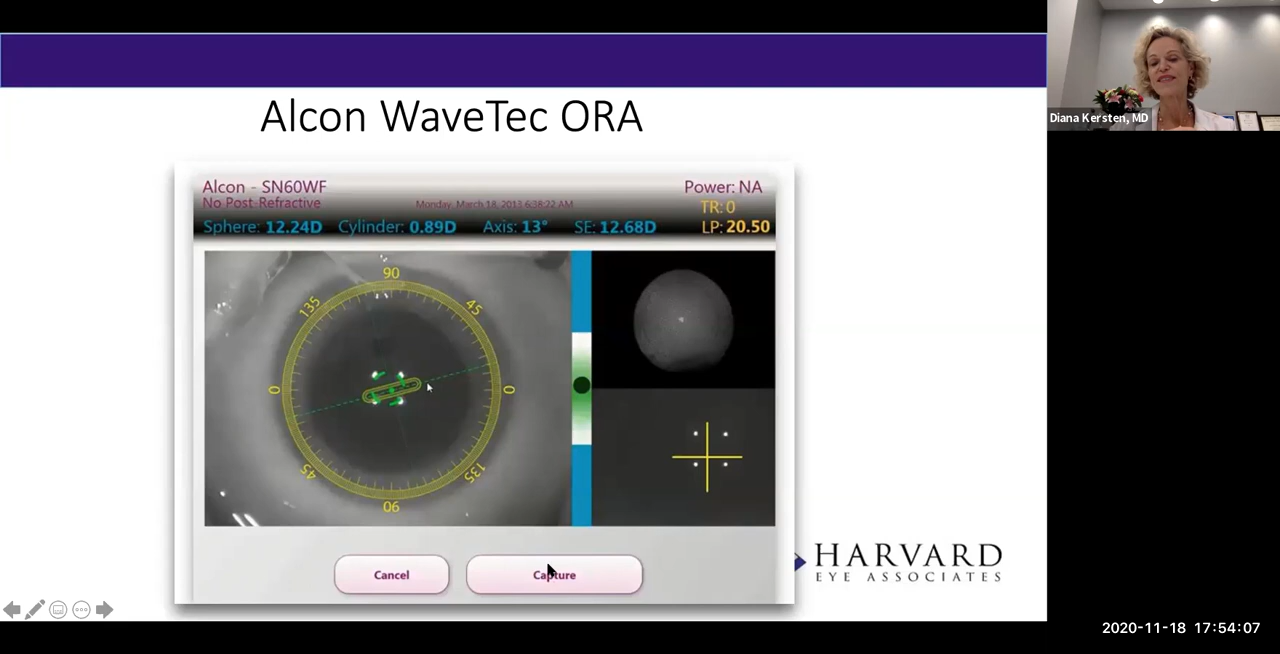 Alcon WaveTec ORA
Diana Kersten, MD
Alcon - SN60WF
Power: NA
No Post-Refractive
Monday, March 18, 2013 6:38:22 AM
TR: 0
Sphere: 12.24D Cylinder: 0.89D Axis: 13° SE: 12.68D LP: 20.50
90
135
45
0
0
45
135
90
Cancel
Capture
HARVARD
EYE ASSOCIATES
2020-11-18 17:54:07